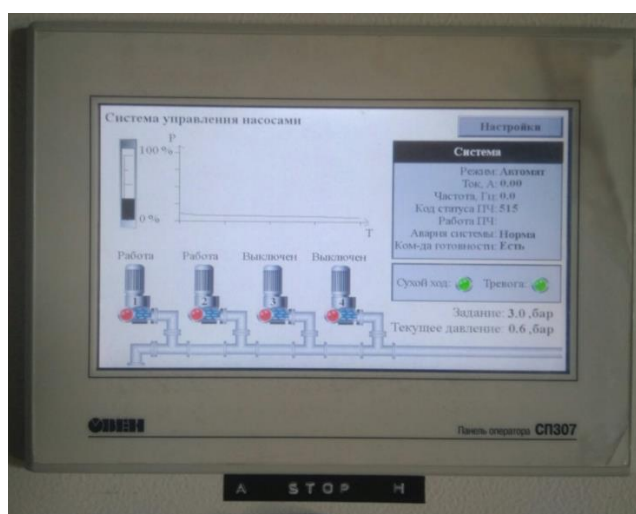 Система управления насосами
Настройки
P
100 %
0 %
T
Система
Режим: Автомат
Ток, А: 0,00
Частота, Гц: 0,0
Код статуса ПЧ: 515
Работа ПЧ:
Авария системы: Норма
Ком-да готовности: Есть
Работа Работа Выключен Выключен
1 2 3 4
Сухой ход: Тревога:
Задание: 3.0 ,бар
Текущее давление: 0.6 ,бар
ОВЕН
Панель оператора СП307
А STOP Н